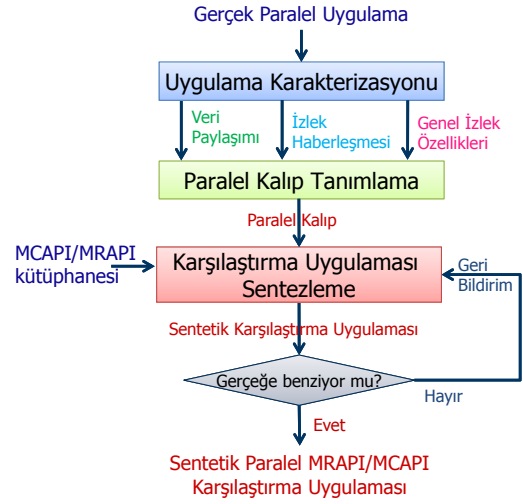 Gerçek Paralel Uygulama
Uygulama Karakterizasyonu
Veri
Paylaşımı
İzlek
Haberleşmesi
Genel İzlek
Özellikleri
Paralel Kalıp Tanımlama
Paralel Kalıp
MCAPI/MRAPI
kütüphanesi
Karşılaştırma Uygulaması
Sentezleme
Geri
Bildirim
Sentetik Karşılaştırma Uygulaması
Gerçeğe benziyor mu?
Hayır
Evet
Sentetik Paralel MRAPI/MCAPI
Karşılaştırma Uygulaması